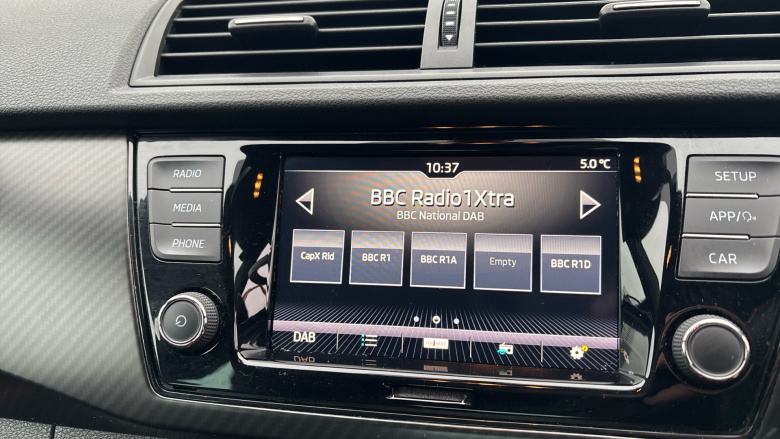 10:37
5.0 °C
RADIO
MEDIA
PHONE
BBC Radio1Xtra
BBC National DAB
CapX Rld
BBC R1
BBC R1A
Empty
BBC R1D
DAB
SETUP
APP/
CAR